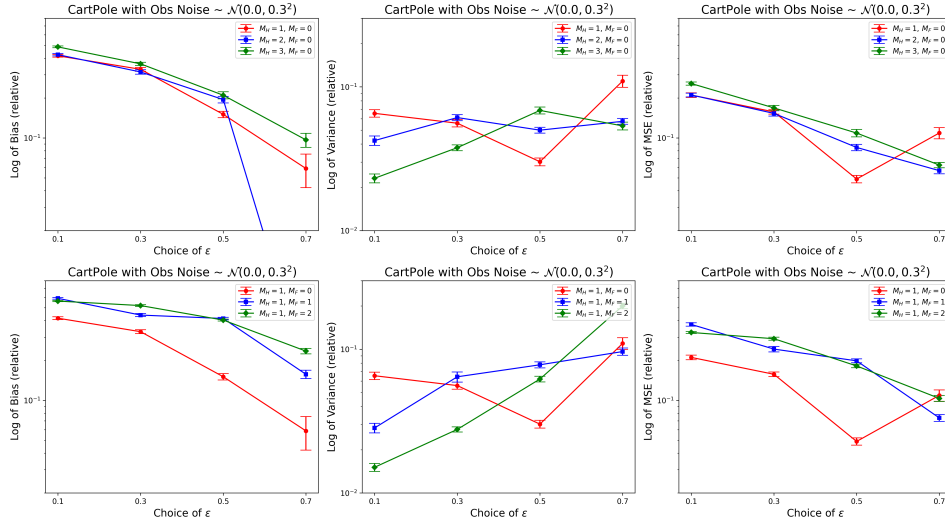 CartPole with Obs Noise ~ 𝒩(0.0, 0.3²)
Log of Bias (relative)
10⁻¹
M_H = 1, M_F = 0
M_H = 2, M_F = 0
M_H = 3, M_F = 0
0.1 0.3 0.5 0.7
Choice of ε
CartPole with Obs Noise ~ 𝒩(0.0, 0.3²)
Log of Variance (relative)
10⁻¹
10⁻²
M_H = 1, M_F = 0
M_H = 2, M_F = 0
M_H = 3, M_F = 0
0.1 0.3 0.5 0.7
Choice of ε
CartPole with Obs Noise ~ 𝒩(0.0, 0.3²)
Log of MSE (relative)
10⁻¹
M_H = 1, M_F = 0
M_H = 2, M_F = 0
M_H = 3, M_F = 0
0.1 0.3 0.5 0.7
Choice of ε
CartPole with Obs Noise ~ 𝒩(0.0, 0.3²)
Log of Bias (relative)
10⁻¹
M_H = 1, M_F = 0
M_H = 1, M_F = 1
M_H = 1, M_F = 2
0.1 0.3 0.5 0.7
Choice of ε
CartPole with Obs Noise ~ 𝒩(0.0, 0.3²)
Log of Variance (relative)
10⁻¹
10⁻²
M_H = 1, M_F = 0
M_H = 1, M_F = 1
M_H = 1, M_F = 2
0.1 0.3 0.5 0.7
Choice of ε
CartPole with Obs Noise ~ 𝒩(0.0, 0.3²)
Log of MSE (relative)
10⁻¹
M_H = 1, M_F = 0
M_H = 1, M_F = 1
M_H = 1, M_F = 2
0.1 0.3 0.5 0.7
Choice of ε